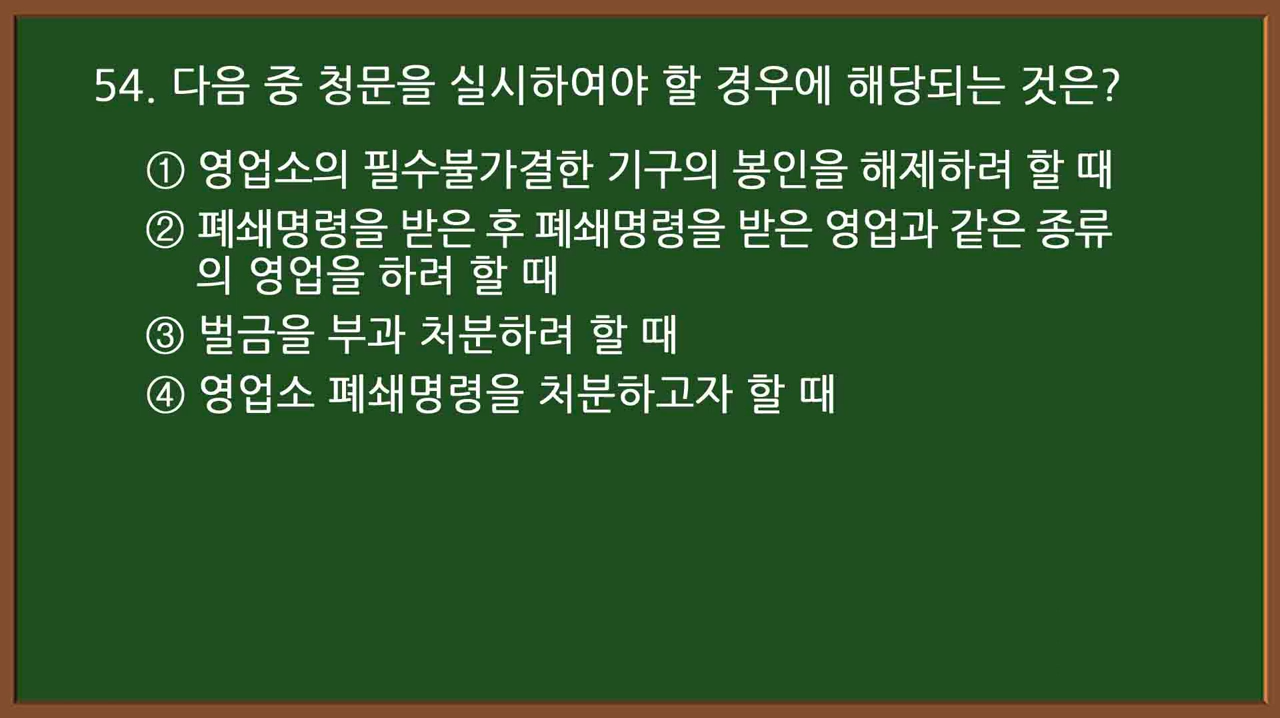 54. 다음 중 청문을 실시하여야 할 경우에 해당되는 것은?
① 영업소의 필수불가결한 기구의 봉인을 해제하려 할 때
② 폐쇄명령을 받은 후 폐쇄명령을 받은 영업과 같은 종류
의 영업을 하려 할 때
③ 벌금을 부과 처분하려 할 때
④ 영업소 폐쇄명령을 처분하고자 할 때